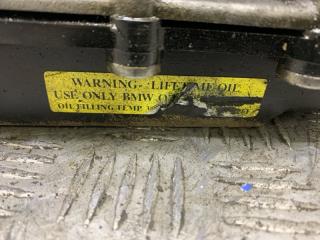 WARNING- 'LIFETIME OIL'
USE ONLY BMW
OIL FILLING TEMP.